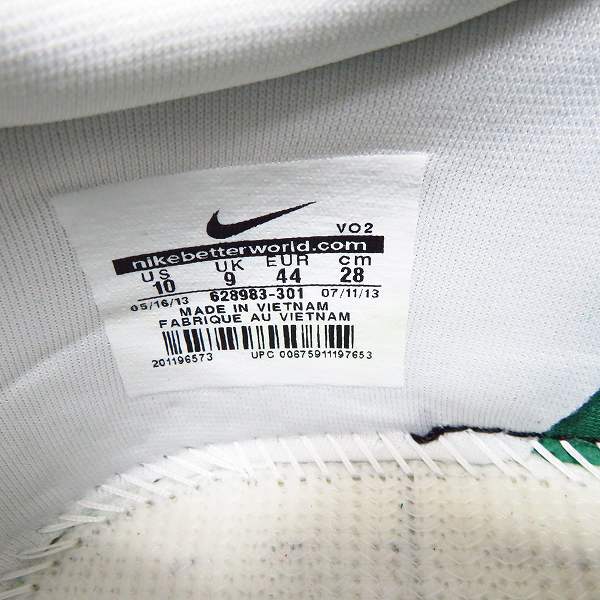 VO2
nikebetterworld.com
US UK EUR cm
10 9 44 28
05/16/13 628983-301 07/11/13
MADE IN VIETNAM
FABRIQUE AU VIETNAM
201196573 UPC 00675911197653